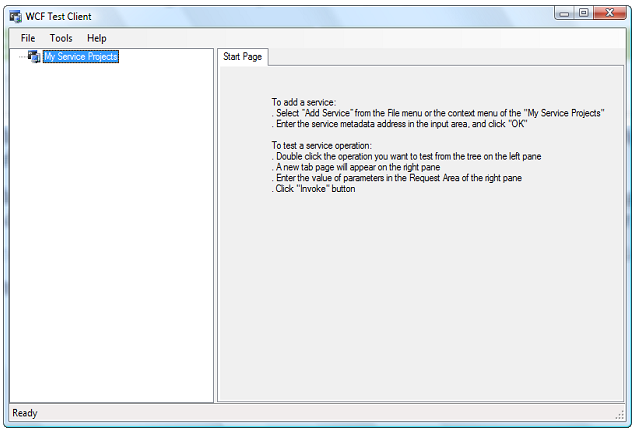 WCF Test Client
File Tools Help
My Service Projects
Start Page
To add a service:
. Select "Add Service" from the File menu or the context menu of the "My Service Projects"
. Enter the service metadata address in the input area, and click "OK"
To test a service operation:
. Double click the operation you want to test from the tree on the left pane
. A new tab page will appear on the right pane
. Enter the value of parameters in the Request Area of the right pane
. Click "Invoke" button
Ready